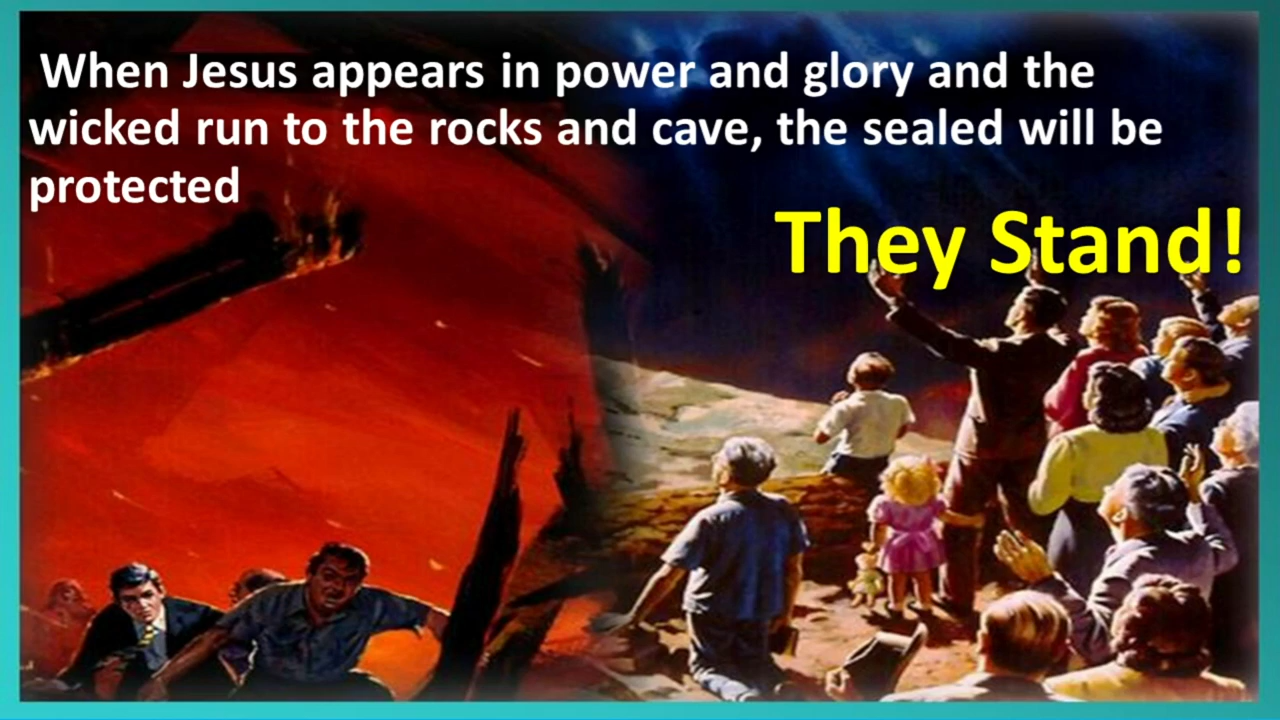 When Jesus appears in power and glory and the
wicked run to the rocks and cave, the sealed will be
protected
They Stand!